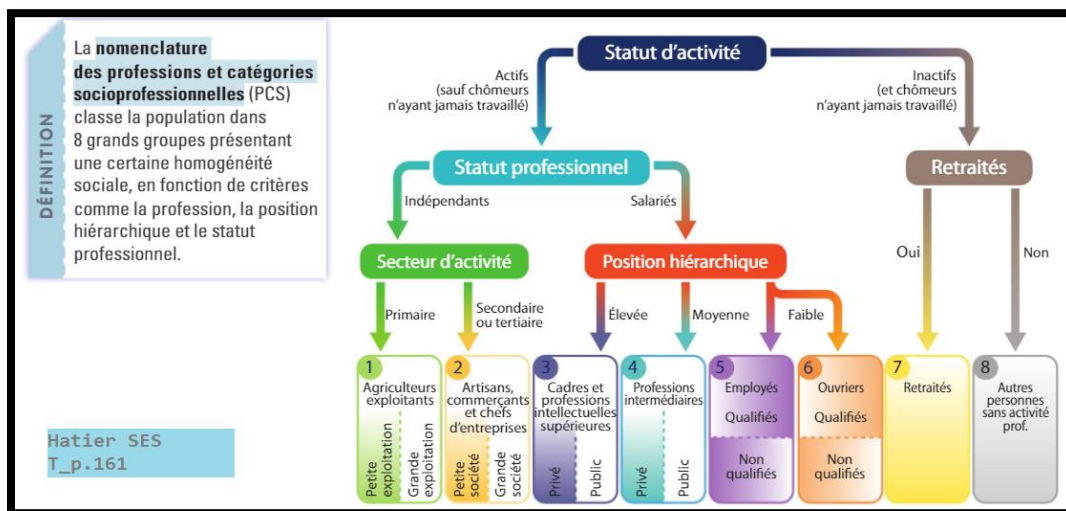 DÉFINITION
La nomenclature
des professions et catégories
socioprofessionnelles (PCS)
classe la population dans
8 grands groupes présentant
une certaine homogénéité
sociale, en fonction de critères
comme la profession, la position
hiérarchique et le statut
professionnel.
Hatier SES
T_p.161
Statut d'activité
Actifs
(sauf chômeurs
n'ayant jamais travaillé)
Inactifs
(et chômeurs
n'ayant jamais travaillé)
Statut professionnel
Retraités
Indépendants
Salariés
Oui
Non
Secteur d'activité
Position hiérarchique
Primaire
Secondaire
ou tertiaire
Élevée
Moyenne
Faible
1
Agriculteurs
exploitants
Petite
exploitation
Grande
exploitation
2
Artisans,
commerçants
et chefs
d'entreprises
Petite
société
Grande
société
3
Cadres et
professions
intellectuelles
supérieures
Privé
Public
4
Professions
intermédiaires
Privé
Public
5
Employés
Qualifiés
Non
qualifiés
6
Ouvriers
Qualifiés
Non
qualifiés
7
Retraités
8
Autres
personnes
sans activité
prof.